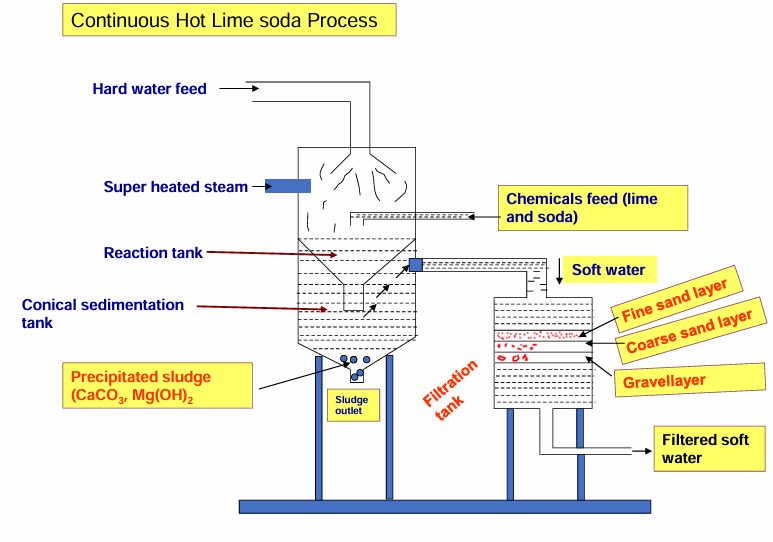 Continuous Hot Lime soda Process
Hard water feed
Super heated steam
Chemicals feed (lime
and soda)
Reaction tank
Soft water
Conical sedimentation
tank
Fine sand layer
Coarse sand layer
Precipitated sludge
(CaCO₃, Mg(OH)₂
Sludge
outlet
Filtration
tank
Gravellayer
Filtered soft
water